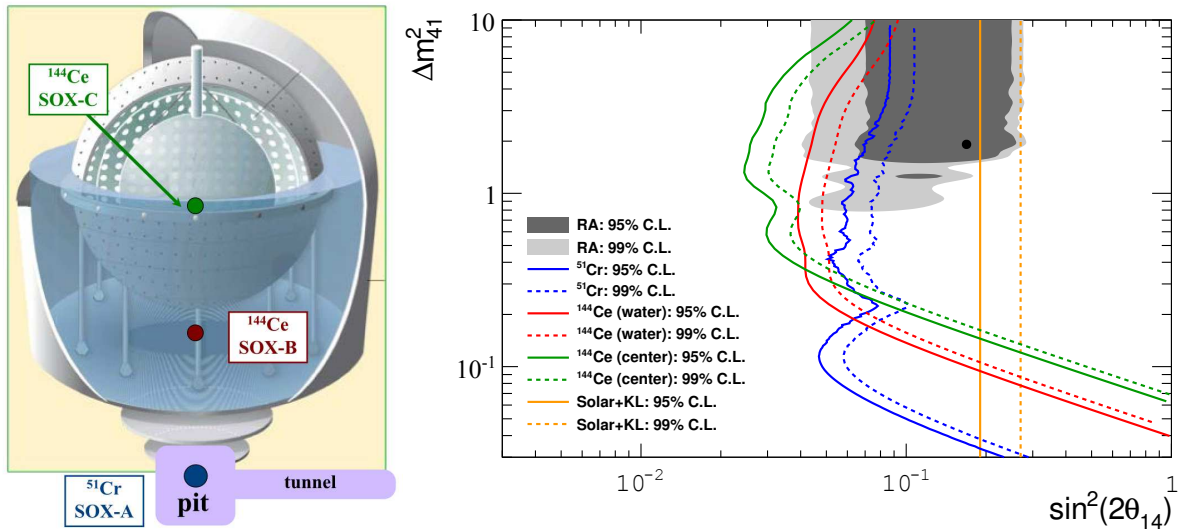 ¹⁴⁴Ce
SOX-C
¹⁴⁴Ce
SOX-B
⁵¹Cr
SOX-A
pit
tunnel
Δm²₄₁
10
1
10⁻¹
RA: 95% C.L.
RA: 99% C.L.
⁵¹Cr: 95% C.L.
⁵¹Cr: 99% C.L.
¹⁴⁴Ce (water): 95% C.L.
¹⁴⁴Ce (water): 99% C.L.
¹⁴⁴Ce (center): 95% C.L.
¹⁴⁴Ce (center): 99% C.L.
Solar+KL: 95% C.L.
Solar+KL: 99% C.L.
10⁻² 10⁻¹ 1
sin²(2θ₁₄)